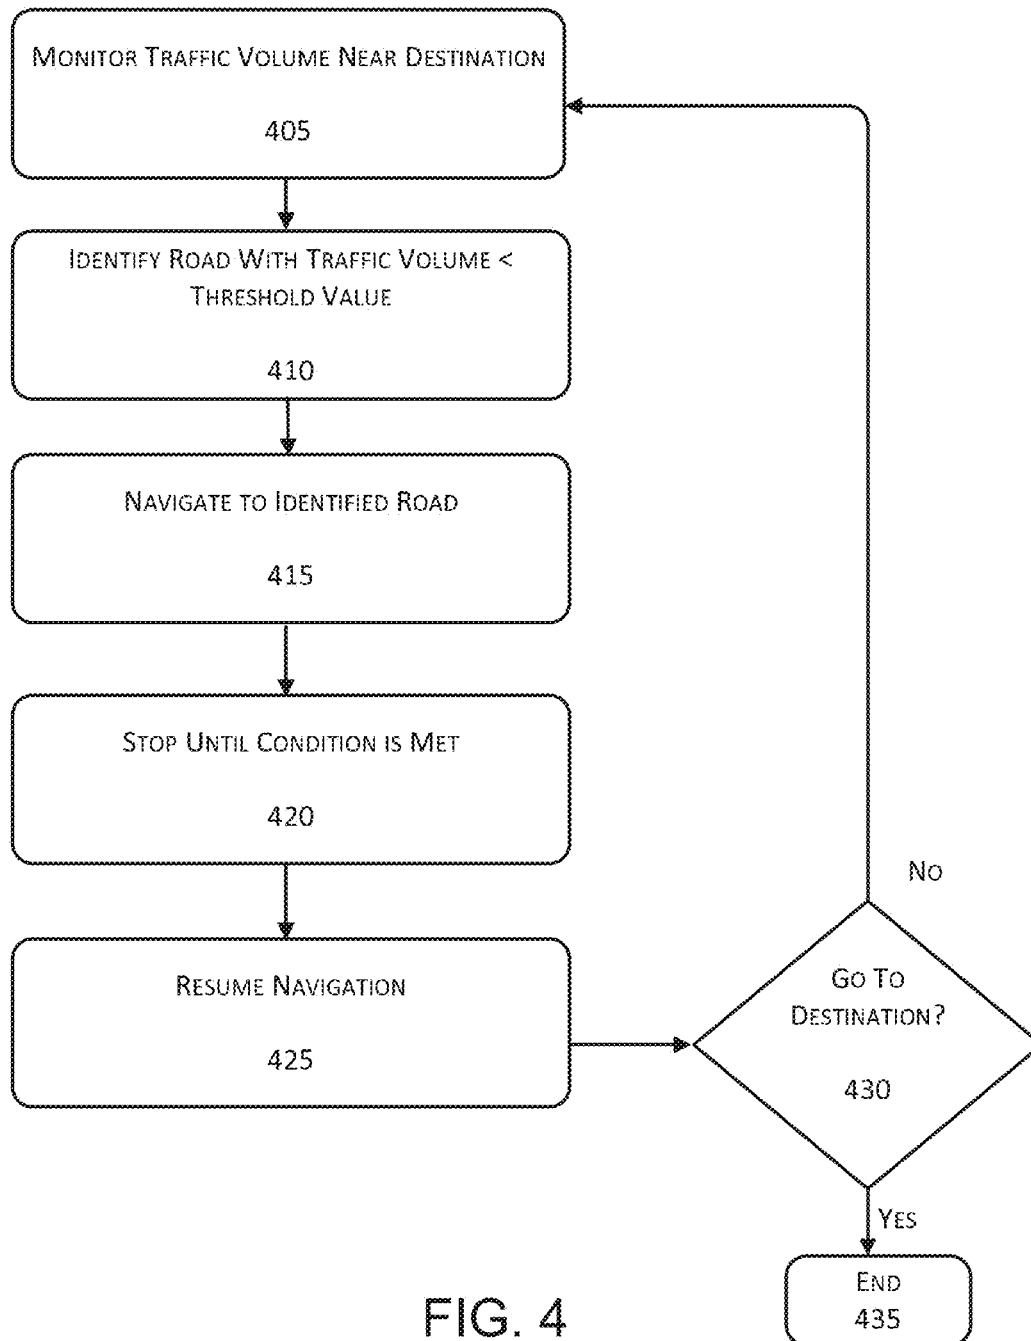 Monitor Traffic Volume Near Destination
405
Identify Road With Traffic Volume <
Threshold Value
410
Navigate to Identified Road
415
Stop Until Condition is Met
420
Resume Navigation
425
Go To
Destination?
430
No
Yes
End
435
FIG. 4